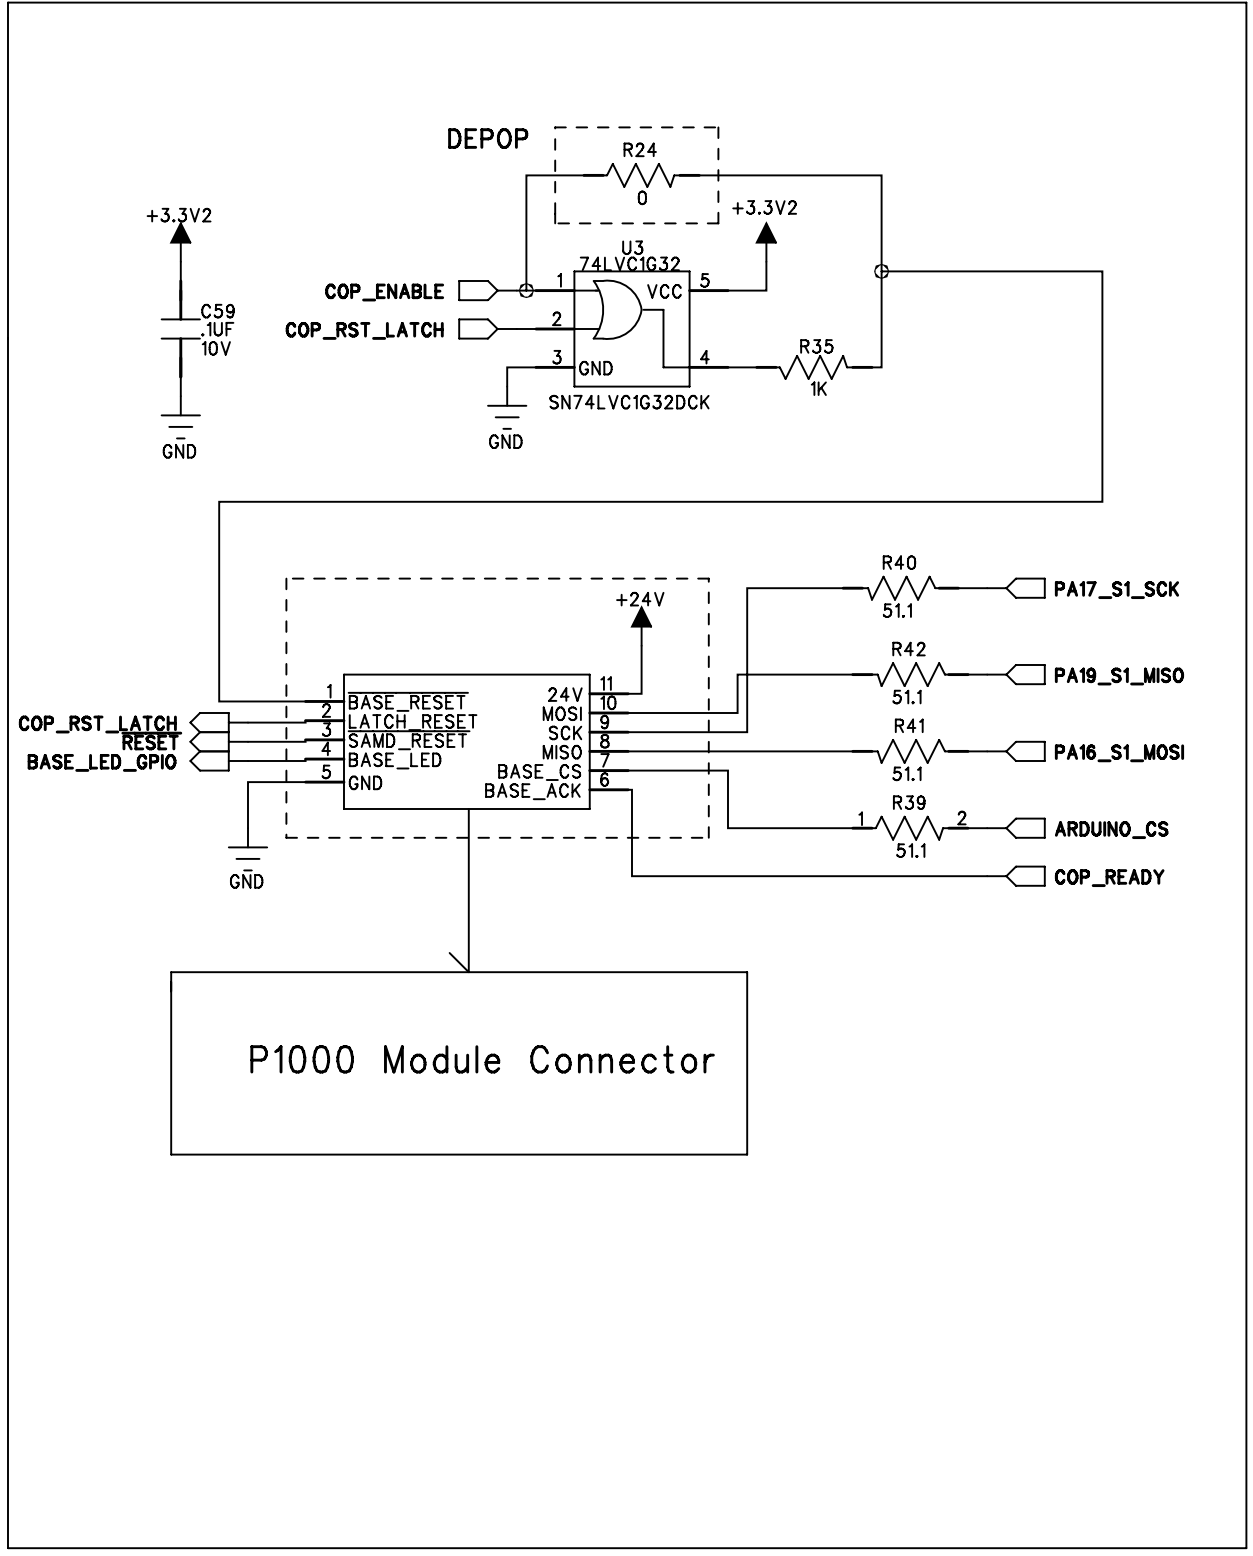 DEPOP
R24
0
+3.3V2
+3.3V2
U3
74LVC1G32
COP_ENABLE
1
VCC
5
C59
.1UF
10V
COP_RST_LATCH
2
3
GND
4
R35
1K
SN74LVC1G32DCK
GND
GND
R40
51.1
PA17_S1_SCK
+24V
R42
51.1
PA19_S1_MISO
1
BASE_RESET
24V
11
COP_RST_LATCH
2
LATCH_RESET
MOSI
10
RESET
3
SAMD_RESET
SCK
9
BASE_LED_GPIO
4
BASE_LED
MISO
8
R41
51.1
PA16_S1_MOSI
5
GND
BASE_CS
7
BASE_ACK
6
R39
1
2
51.1
ARDUINO_CS
GND
COP_READY
P1000 Module Connector